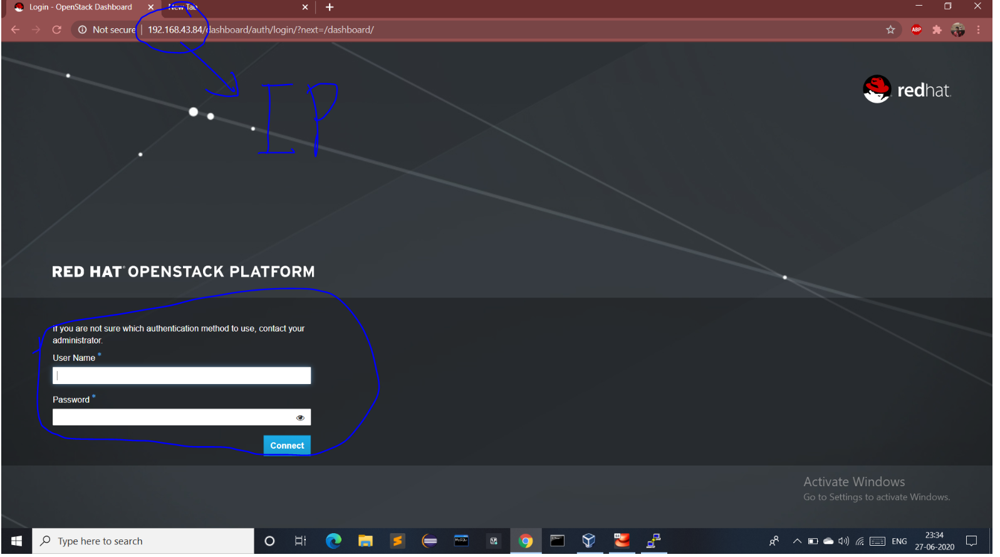 Login - OpenStack Dashboard
New Tab
Not secure | 192.168.43.84/dashboard/auth/login/?next=/dashboard/
ABP
IP
redhat.
RED HAT® OPENSTACK PLATFORM
If you are not sure which authentication method to use, contact your
administrator.
User Name *
Password *
Connect
Activate Windows
Go to Settings to activate Windows.
Type here to search
MySQL
64
ENG
23:34
27-06-2020